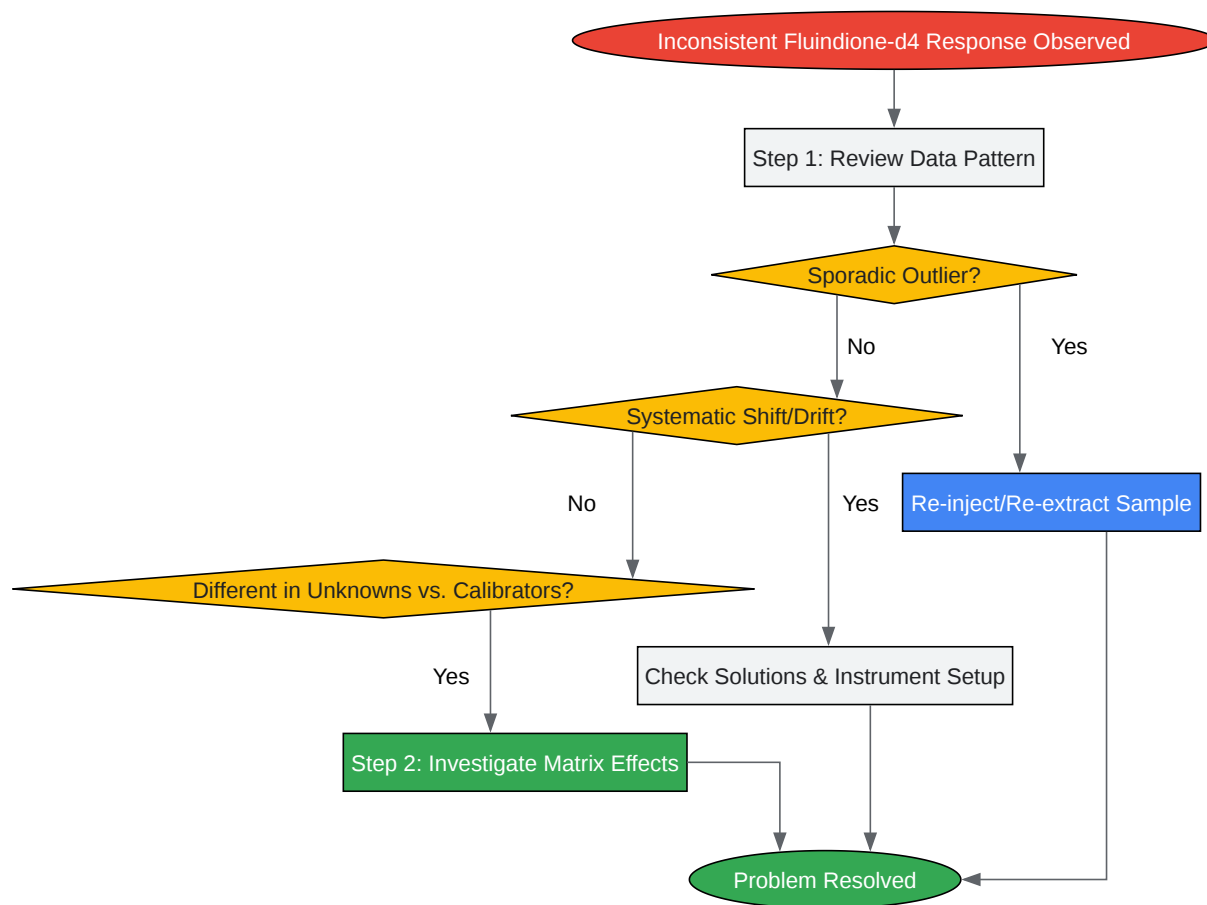 Inconsistent Fluindione-d4 Response Observed
Step 1: Review Data Pattern
Sporadic Outlier?
No
Yes
Systematic Shift/Drift?
No
Yes
Re-inject/Re-extract Sample
Different in Unknowns vs. Calibrators?
Yes
Check Solutions & Instrument Setup
Step 2: Investigate Matrix Effects
Problem Resolved